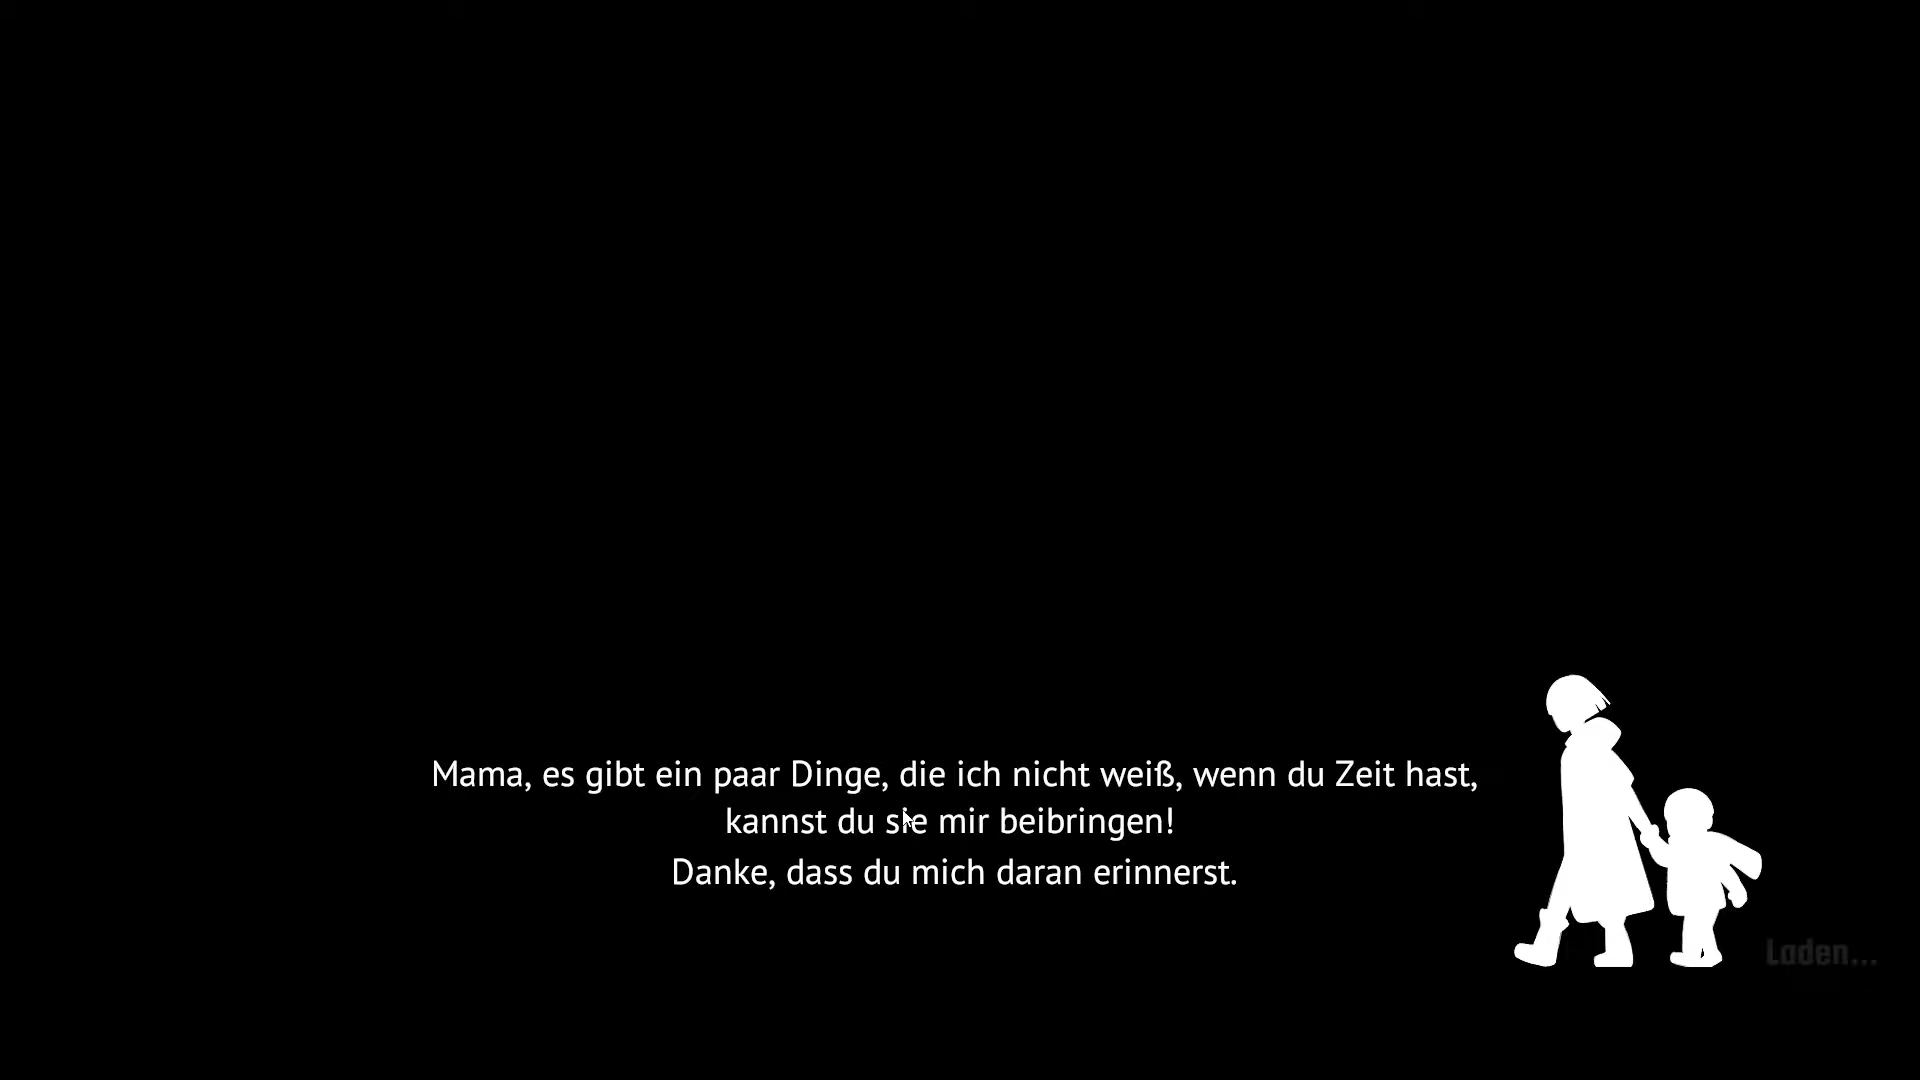 Mama, es gibt ein paar Dinge, die ich nicht weiß, wenn du Zeit hast,
kannst du sie mir beibringen!
Danke, dass du mich daran erinnerst.
Laden...